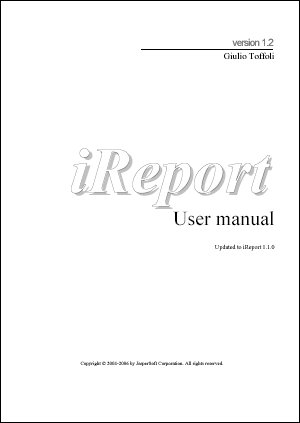 version 1.2
Giulio Toffoli
iReport
User manual
Updated to iReport 1.1.0
Copyright © 2003-2006 by JasperSoft Corporation. All rights reserved.